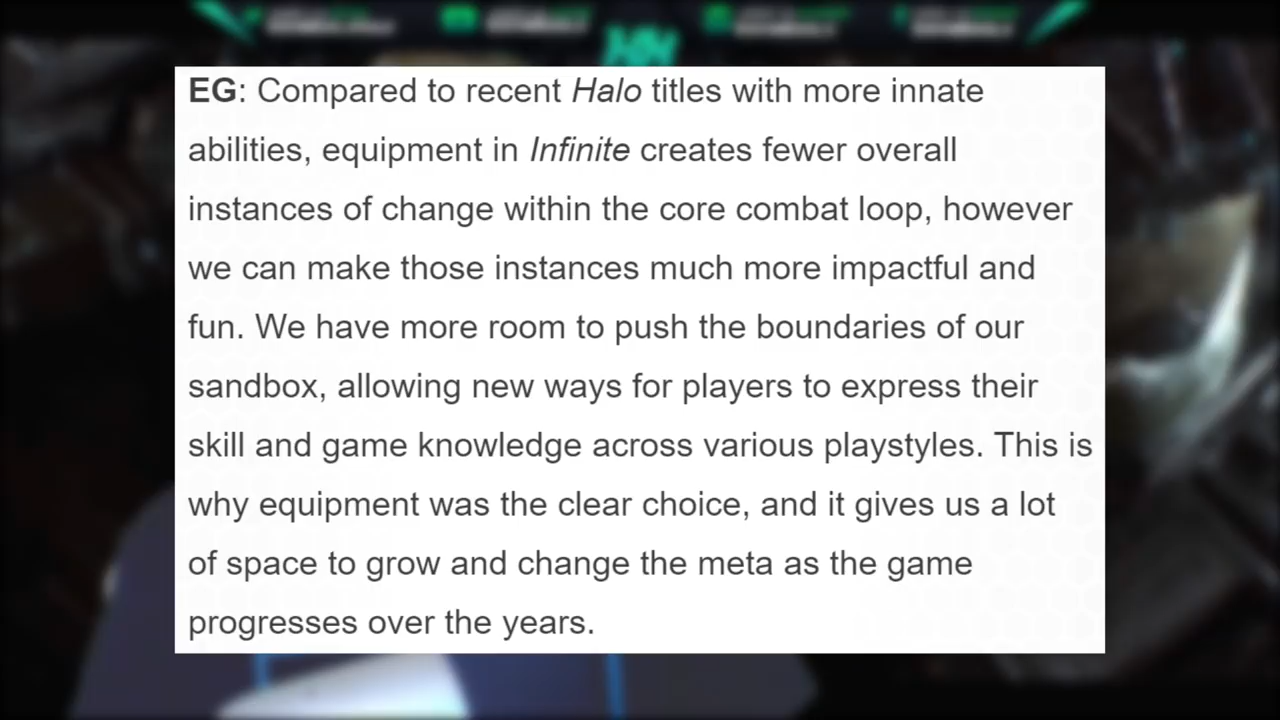 EG: Compared to recent Halo titles with more innate
abilities, equipment in Infinite creates fewer overall
instances of change within the core combat loop, however
we can make those instances much more impactful and
fun. We have more room to push the boundaries of our
sandbox, allowing new ways for players to express their
skill and game knowledge across various playstyles. This is
why equipment was the clear choice, and it gives us a lot
of space to grow and change the meta as the game
progresses over the years.